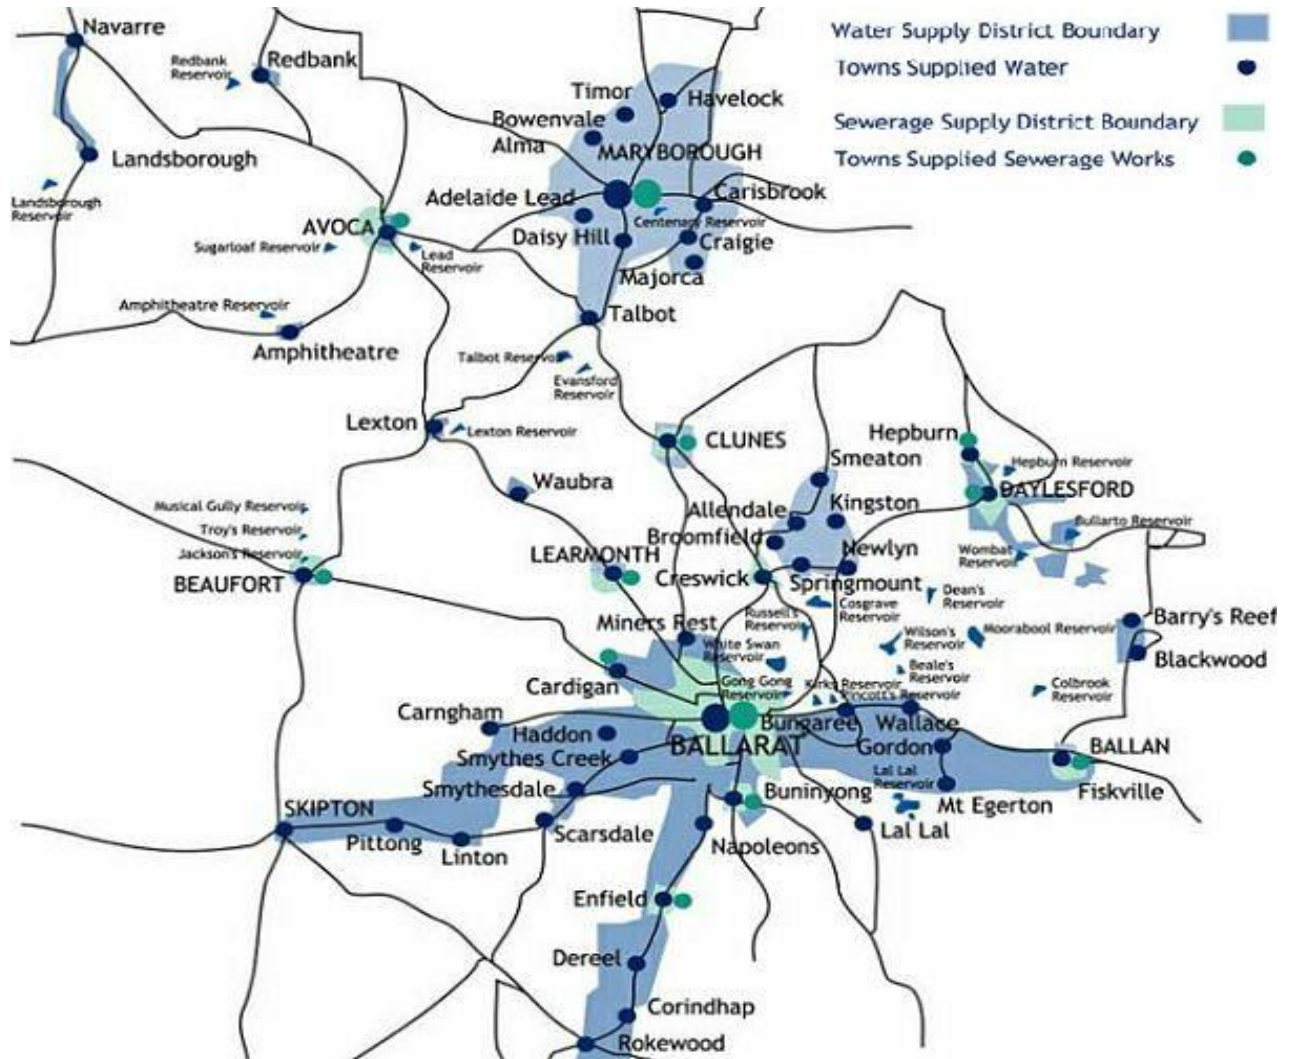 Navarre
Redbank
Reservoir
Redbank
Water Supply District Boundary
Towns Supplied Water
Sewerage Supply District Boundary
Towns Supplied Sewerage Works
Timor
Havelock
Bowenvale
Alma
MARYBOROUGH
Landsborough
Landsborough
Reservoir
Adelaide Lead
Carisbrook
Centenary Reservoir
AVOCA
Sugarloaf Reservoir
Lead
Reservoir
Daisy Hill
Craigie
Majorca
Amphitheatre Reservoir
Talbot
Amphitheatre
Talbot Reservoir
Evansford
Reservoir
Lexton
Lexton Reservoir
CLUNES
Hepburn
Smeaton
Hepburn Reservoir
Waubra
DAYLESFORD
Allendale
Kingston
Musical Gully Reservoir
Troy's Reservoir
Jackson's Reservoir
Bullarto Reservoir
Broomfield
Newlyn
Wombat
Reservoir
LEARMONTH
BEAUFORT
Creswick
Springmount
Dean's
Reservoir
Cosgrave
Reservoir
Russell's
Reservoir
Miners Rest
Wilson's
Reservoir
Moorabool Reservoir
Barry's Reef
White Swan
Reservoir
Blackwood
Beale's
Reservoir
Cardigan
Gong Gong
Reservoir
Kirks Reservoir
Pincott's Reservoir
Colbrook
Reservoir
Carngham
Haddon
Bungaree
Wallace
BALLARAT
Gordon
BALLAN
Smythes Creek
Lal Lal
Reservoir
Smythesdale
Buninyong
Mt Egerton
Fiskville
SKIPTON
Pittong
Linton
Scarsdale
Napoleons
Lal Lal
Enfield
Dereel
Corindhap
Rokewood